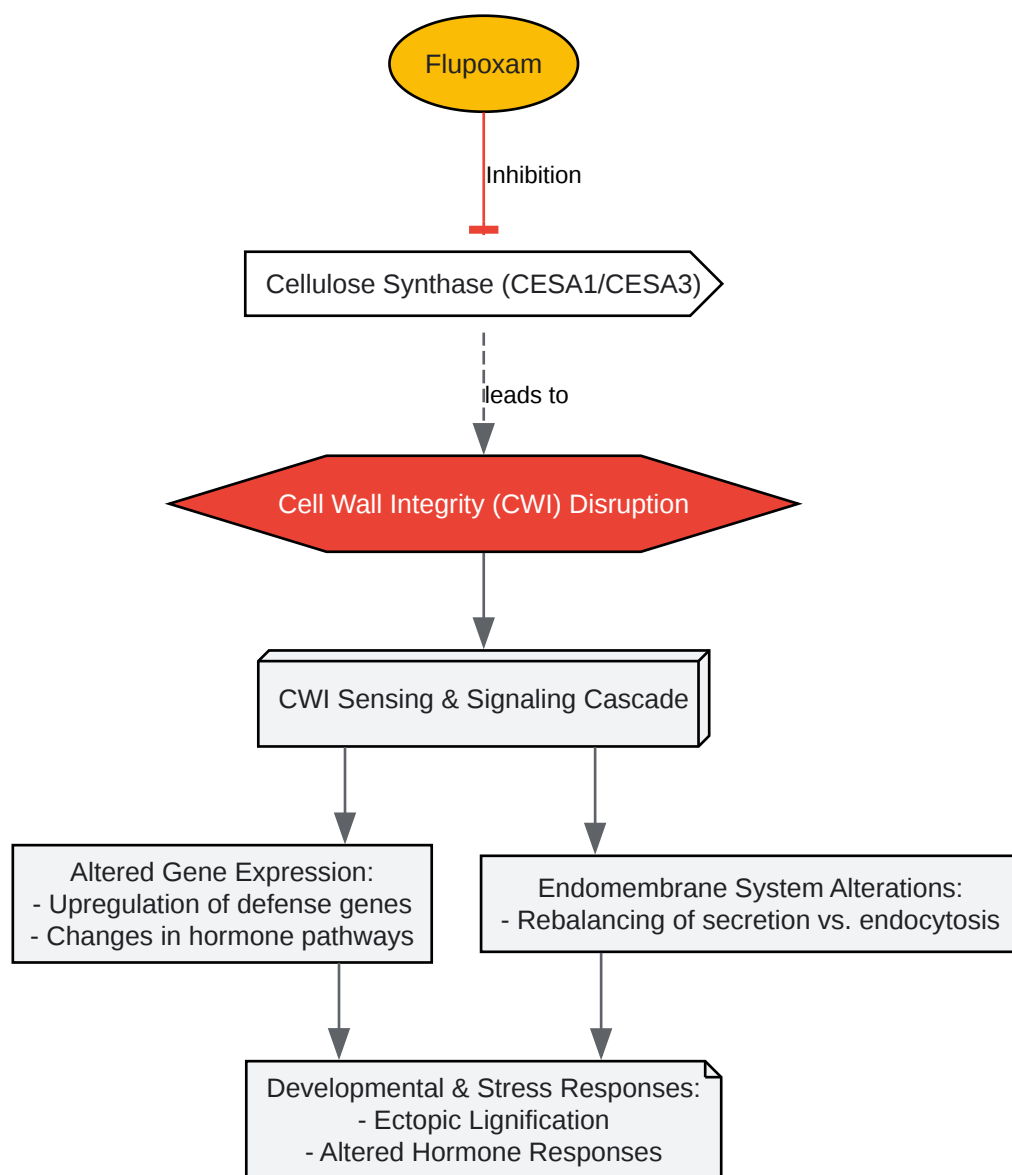 Flupoxam
Inhibition
Cellulose Synthase (CESA1/CESA3)
leads to
Cell Wall Integrity (CWI) Disruption
CWI Sensing & Signaling Cascade
Altered Gene Expression:
- Upregulation of defense genes
- Changes in hormone pathways
Endomembrane System Alterations:
- Rebalancing of secretion vs. endocytosis
Developmental & Stress Responses:
- Ectopic Lignification
- Altered Hormone Responses